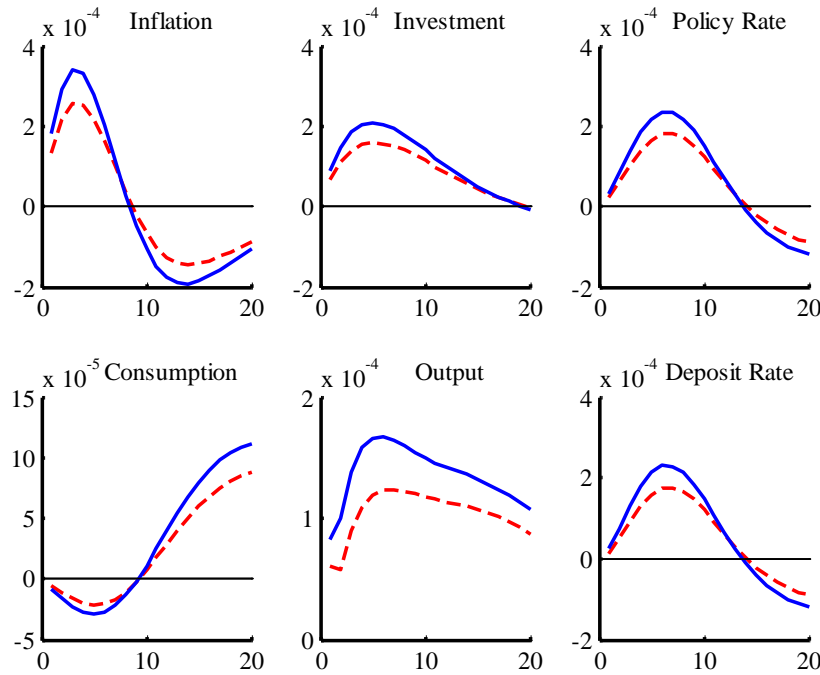 x 10^-4 Inflation
4
2
0
-2
0 10 20
x 10^-4 Investment
4
2
0
-2
0 10 20
x 10^-4 Policy Rate
4
2
0
-2
0 10 20
x 10^-5 Consumption
15
10
5
0
-5
0 10 20
x 10^-4 Output
2
1
0
0 10 20
x 10^-4 Deposit Rate
4
2
0
-2
0 10 20